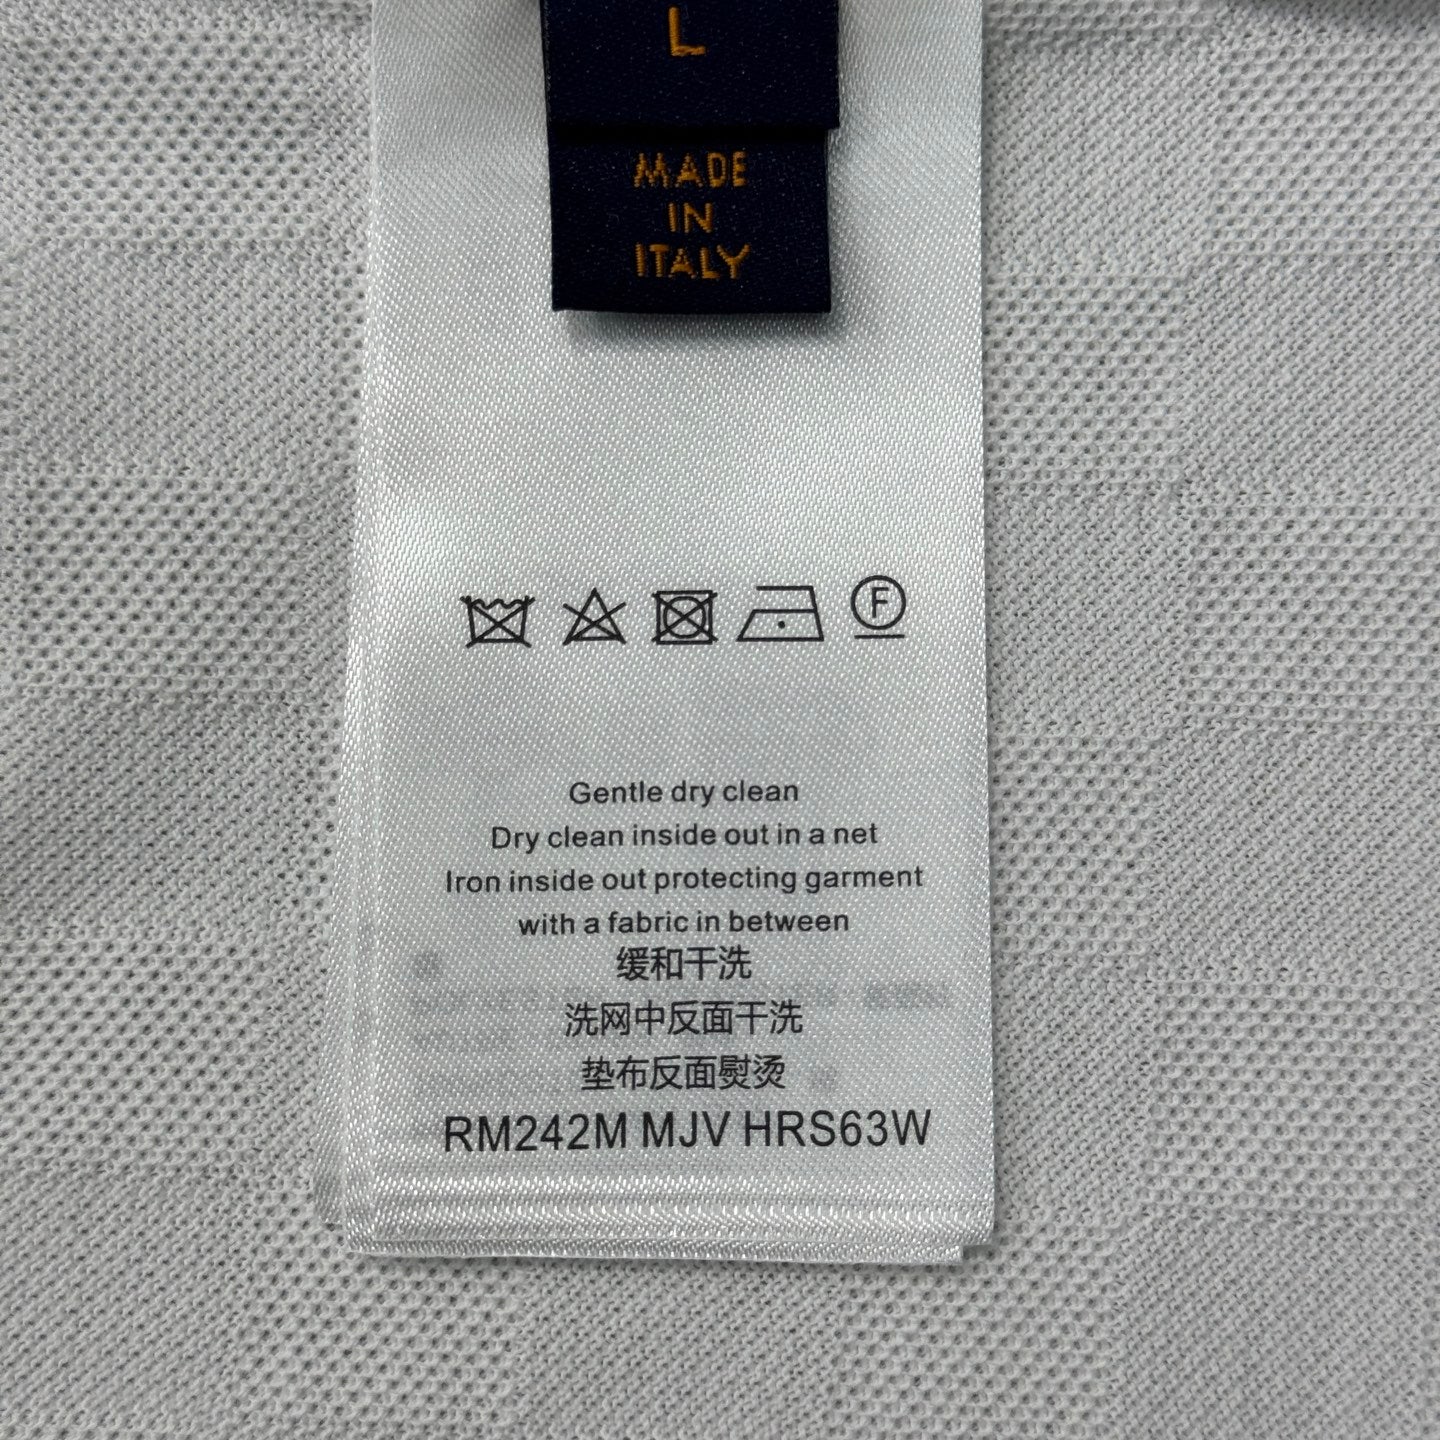 L
MADE
IN
ITALY
F
Gentle dry clean
Dry clean inside out in a net
Iron inside out protecting garment
with a fabric in between
缓和干洗
洗网中反面干洗
垫布反面熨烫
RM242M MJV HRS63W